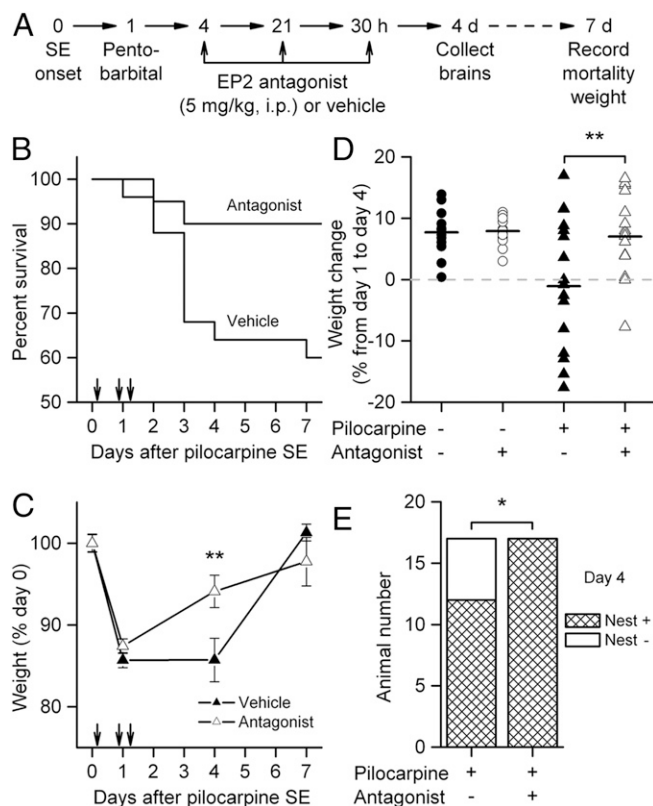 A
0 1 4 21 30 h 4 d 7 d
SE onset
Pento-barbital
EP2 antagonist
(5 mg/kg, i.p.) or vehicle
Collect brains
Record mortality weight
B
Percent survival
100
90
80
70
60
50
Antagonist
Vehicle
0 1 2 3 4 5 6 7
Days after pilocarpine SE
D
Weight change
(% from day 1 to day 4)
20
10
0
-10
-20
**
Pilocarpine - - + +
Antagonist - + - +
C
Weight (% day 0)
100
90
80
**
Vehicle
Antagonist
0 1 2 3 4 5 6 7
Days after pilocarpine SE
E
Animal number
20
15
10
5
0
*
Day 4
Nest +
Nest -
Pilocarpine + +
Antagonist - +